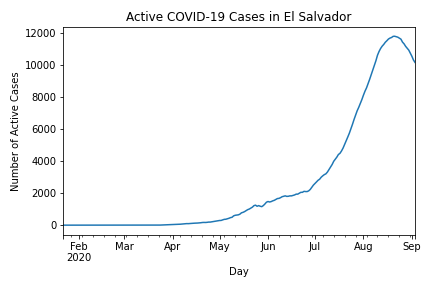 Active COVID-19 Cases in El Salvador
12000
10000
8000
6000
4000
2000
0
Number of Active Cases
Feb Mar Apr May Jun Jul Aug Sep
2020
Day